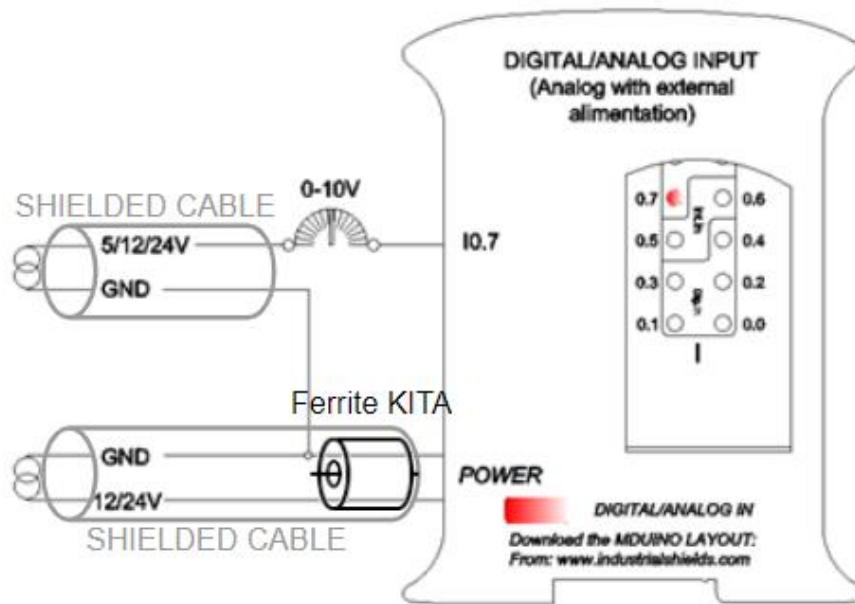 DIGITAL/ANALOG INPUT
(Analog with external
alimentation)
0-10V
SHIELDED CABLE
5/12/24V
I0.7
GND
0.7
0.6
0.5
0.4
0.3
0.2
0.1
0.0
I
Ferrite KITA
GND
POWER
12/24V
DIGITAL/ANALOG IN
SHIELDED CABLE
Download the MDUINO LAYOUT:
From: www.industrialshields.com